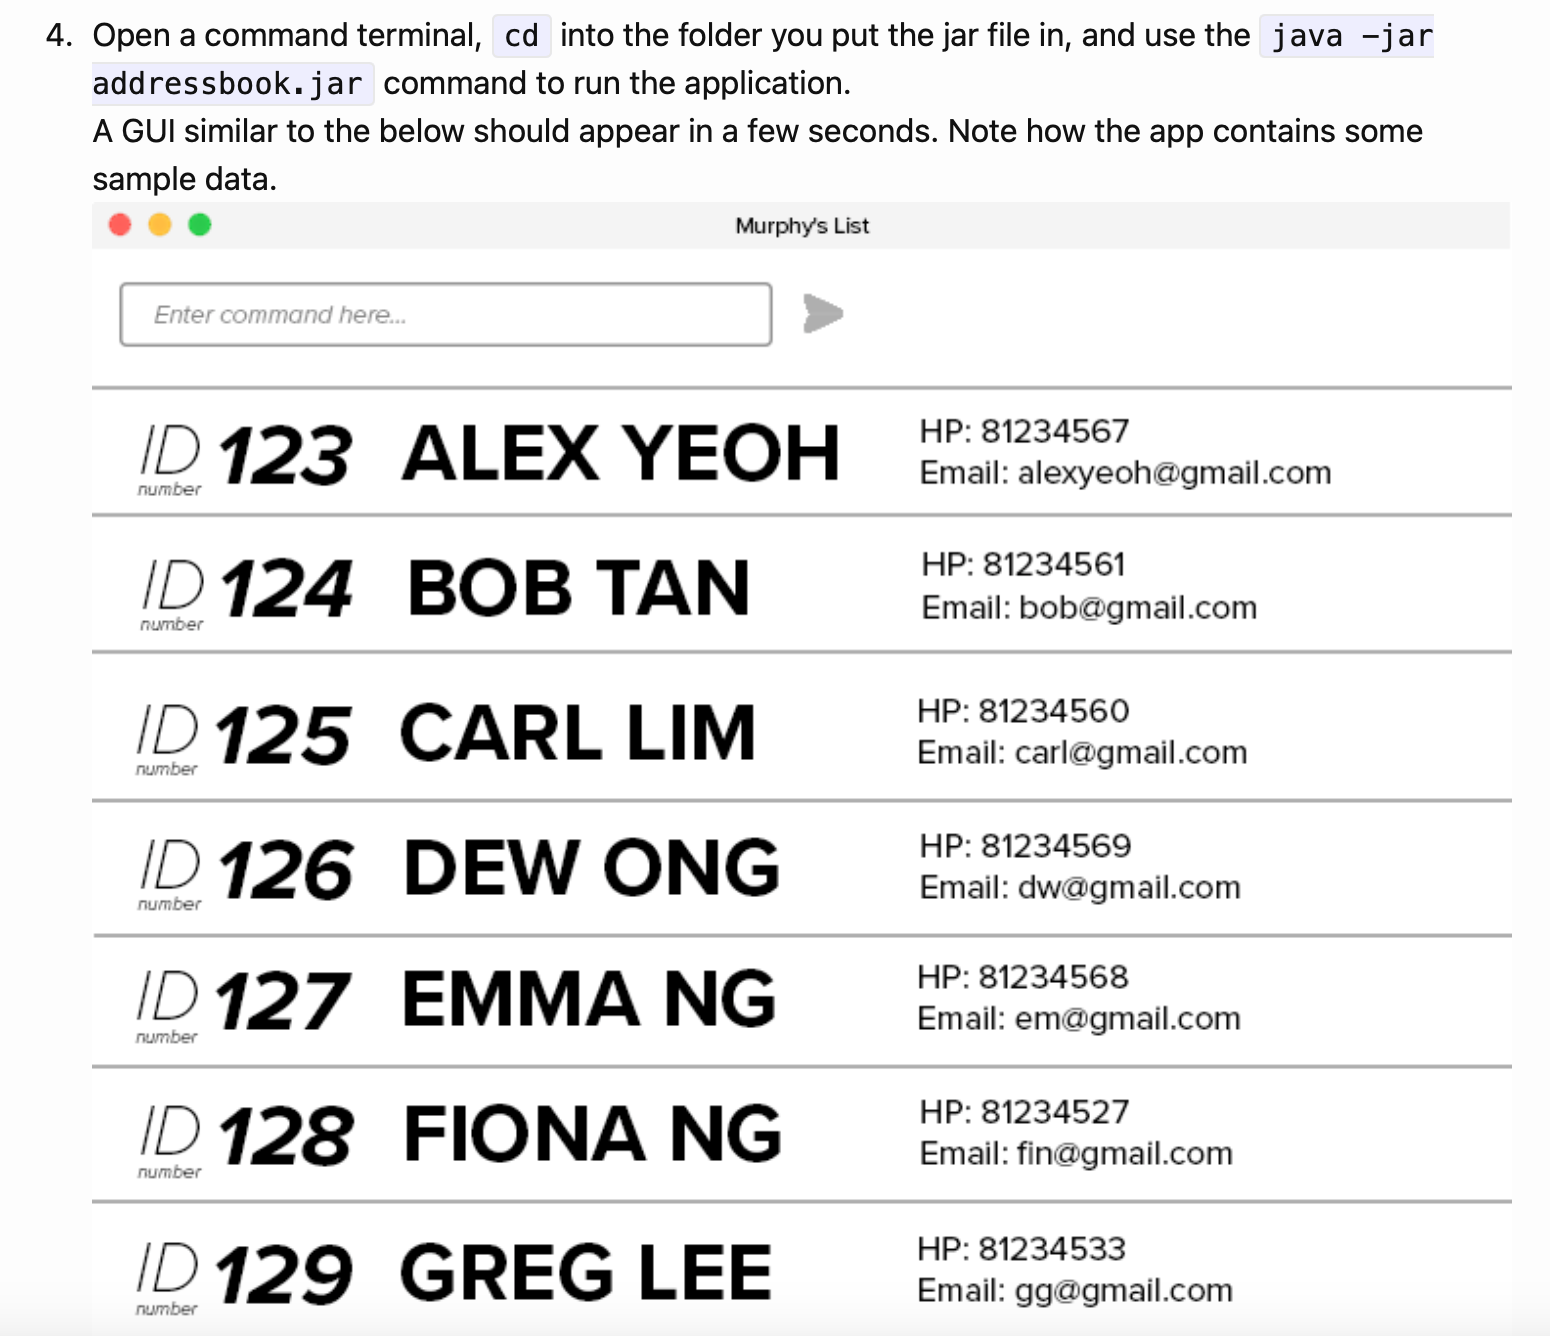 4. Open a command terminal, cd into the folder you put the jar file in, and use the java -jar
addressbook.jar command to run the application.
A GUI similar to the below should appear in a few seconds. Note how the app contains some
sample data.
Murphy's List
Enter command here...
ID number 123 ALEX YEOH
HP: 81234567
Email: alexyeoh@gmail.com
ID number 124 BOB TAN
HP: 81234561
Email: bob@gmail.com
ID number 125 CARL LIM
HP: 81234560
Email: carl@gmail.com
ID number 126 DEW ONG
HP: 81234569
Email: dw@gmail.com
ID number 127 EMMA NG
HP: 81234568
Email: em@gmail.com
ID number 128 FIONA NG
HP: 81234527
Email: fin@gmail.com
ID number 129 GREG LEE
HP: 81234533
Email: gg@gmail.com